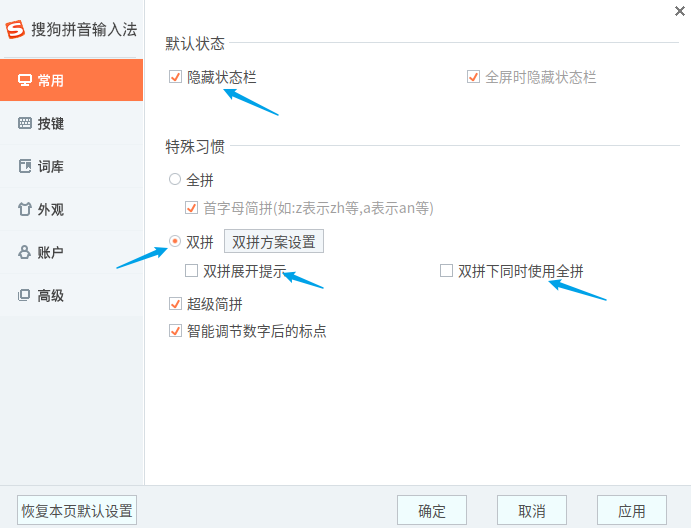 搜狗拼音输入法
常用
按键
词库
外观
账户
高级
默认状态
隐藏状态栏 全屏时隐藏状态栏
特殊习惯
全拼
首字母简拼(如:z表示zh等,a表示an等)
双拼 双拼方案设置
双拼展开提示 双拼下同时使用全拼
超级简拼
智能调节数字后的标点
恢复本页默认设置 确定 取消 应用